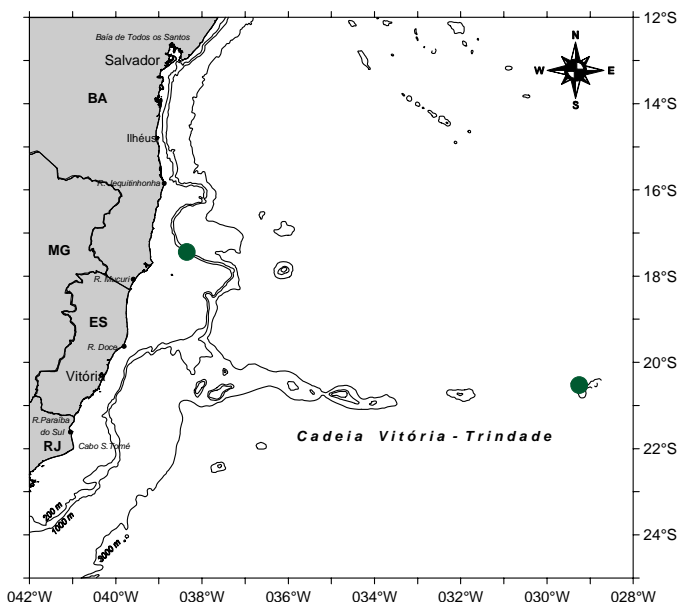 12°S
Baía de Todos os Santos
Salvador
N
W E
S
BA
14°S
Ilhéus
R. Jequitinhonha
16°S
MG
R. Mucuri
18°S
ES
R. Doce
20°S
Vitória
R.Paraíba
do Sul
RJ
Cabo S.Tomé
Cadeia Vitória - Trindade
22°S
200 m
1000 m
3000 m
24°S
042°W 040°W 038°W 036°W 034°W 032°W 030°W 028°W